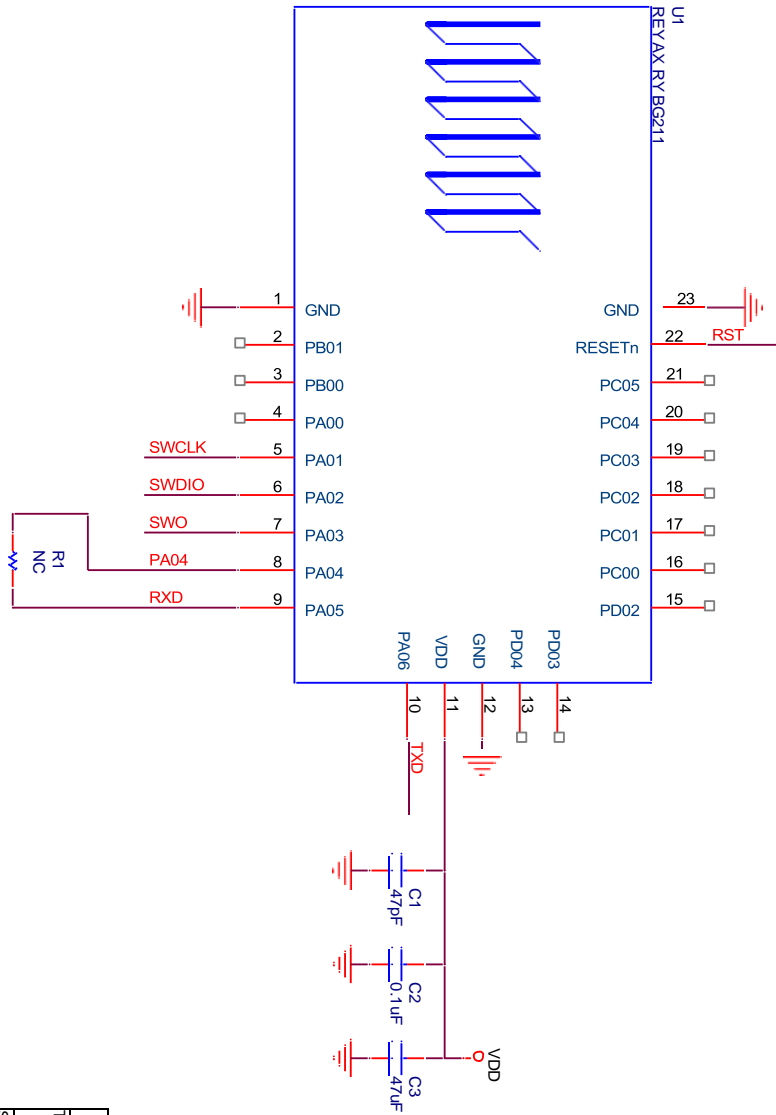 U1
REYAX RYBG211
1 GND
2 PB01
3 PB00
4 PA00
SWCLK 5 PA01
SWDIO 6 PA02
SWO 7 PA03
PA04 8 PA04
RXD 9 PA05
R1
NC
GND 23
RESETn 22 RST
PC05 21
PC04 20
PC03 19
PC02 18
PC01 17
PC00 16
PD02 15
PA06 10 TXD
VDD 11
GND 12
PD04 13
PD03 14
C1
47pF
C2
0.1uF
C3
47uF
VDD